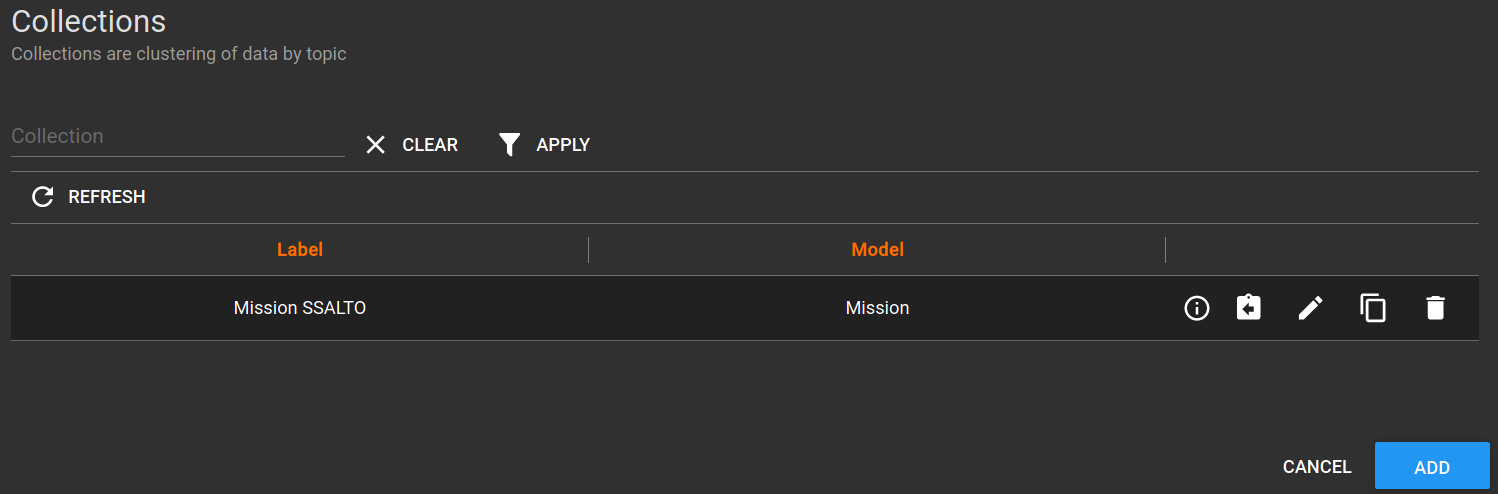 Collections
Collections are clustering of data by topic
Collection CLEAR APPLY
REFRESH
Label Model
Mission SSALTO Mission
CANCEL ADD